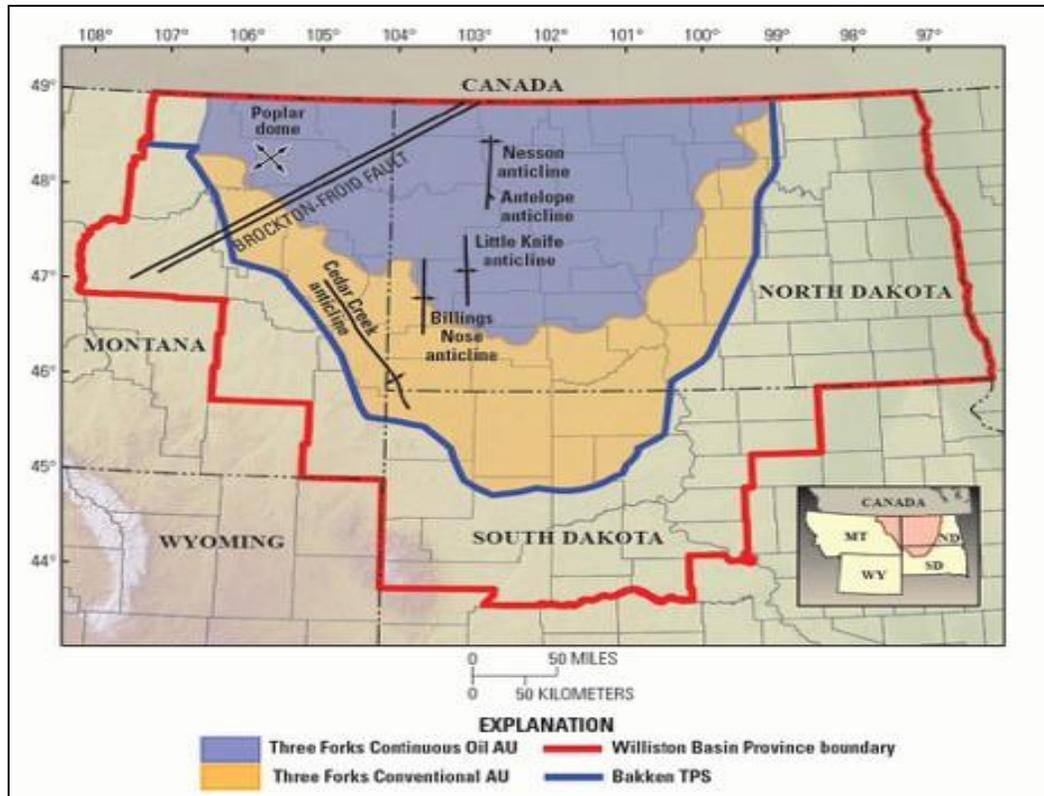 108° 107° 106° 105° 104° 103° 102° 101° 100° 99° 98° 97°
CANADA
49°
48°
47°
46°
45°
44°
Poplar
dome
BROCKTON-FROID FAULT
Nesson
anticline
Antelope
anticline
Little Knife
anticline
Cedar Creek
anticline
Billings
Nose
anticline
NORTH DAKOTA
MONTANA
WYOMING
SOUTH DAKOTA
CANADA
MT
ND
SD
WY
0 50 MILES
0 50 KILOMETERS
EXPLANATION
Three Forks Continuous Oil AU
Williston Basin Province boundary
Three Forks Conventional AU
Bakken TPS